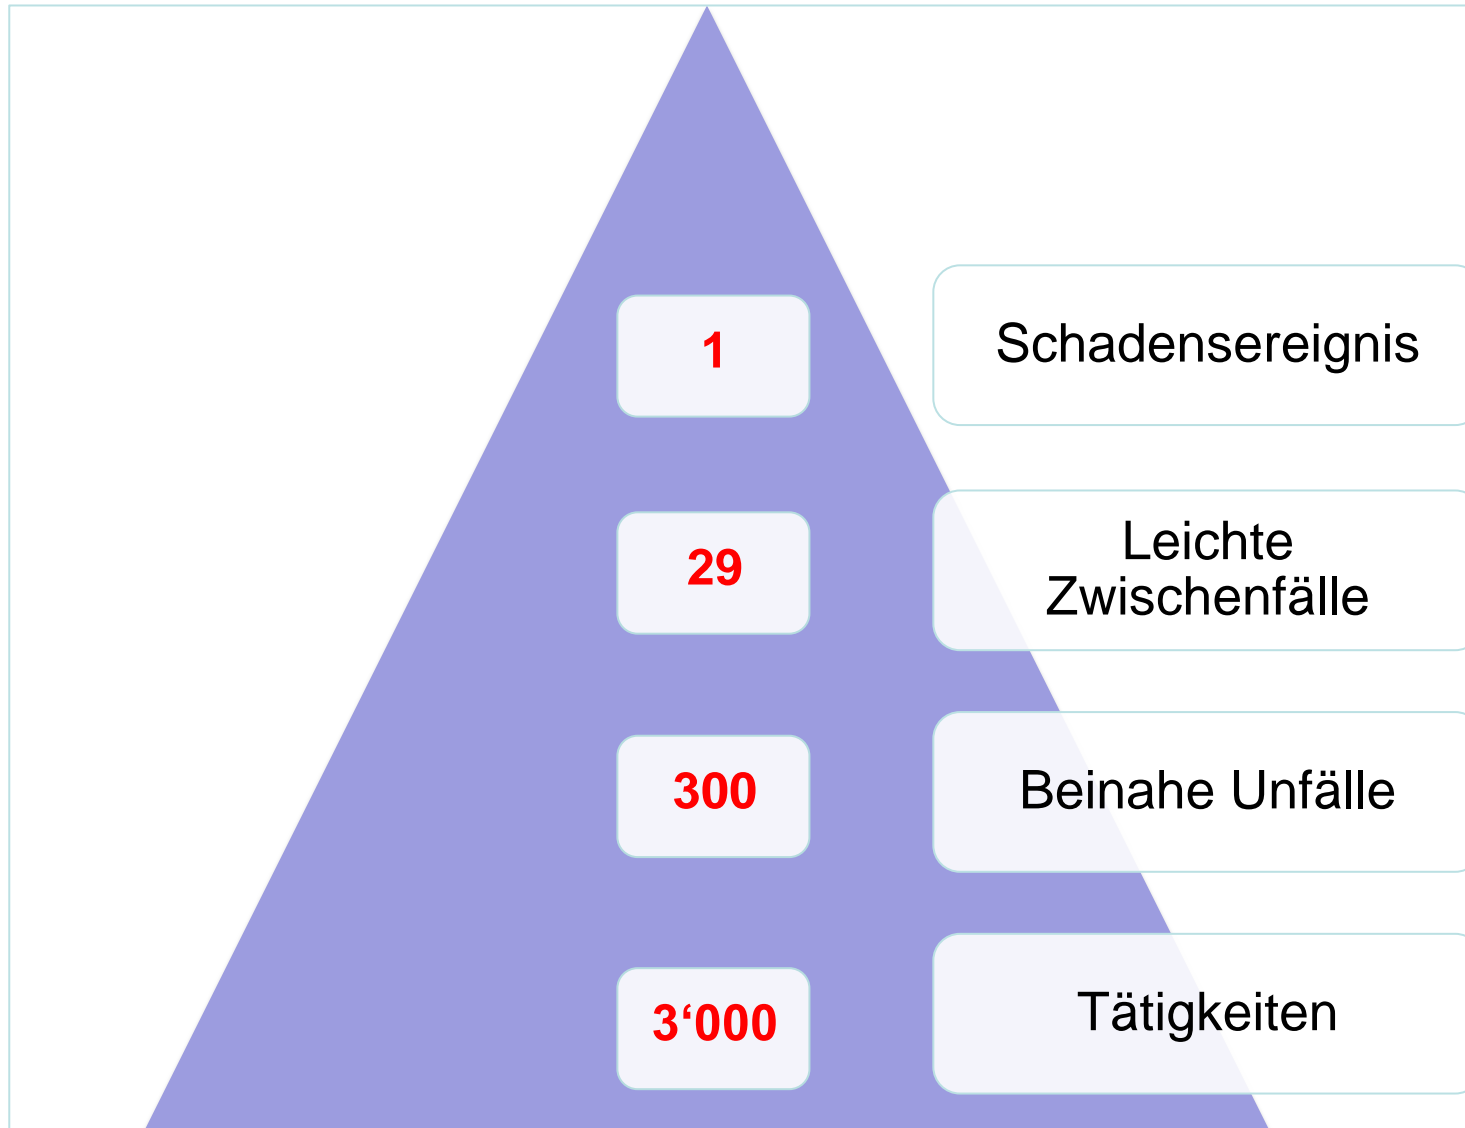 1
Schadensereignis
29
Leichte
Zwischenfälle
300
Beinahe Unfälle
3‘000
Tätigkeiten